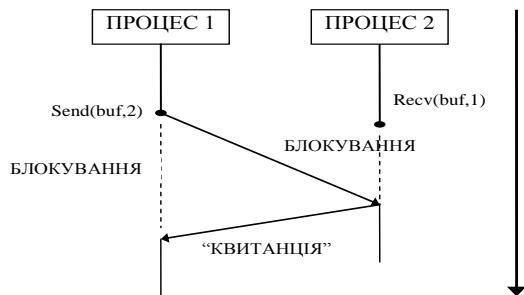 ПРОЦЕС 1
ПРОЦЕС 2
Send(buf,2)
Recv(buf,1)
БЛОКУВАННЯ
БЛОКУВАННЯ
“КВИТАНЦІЯ”